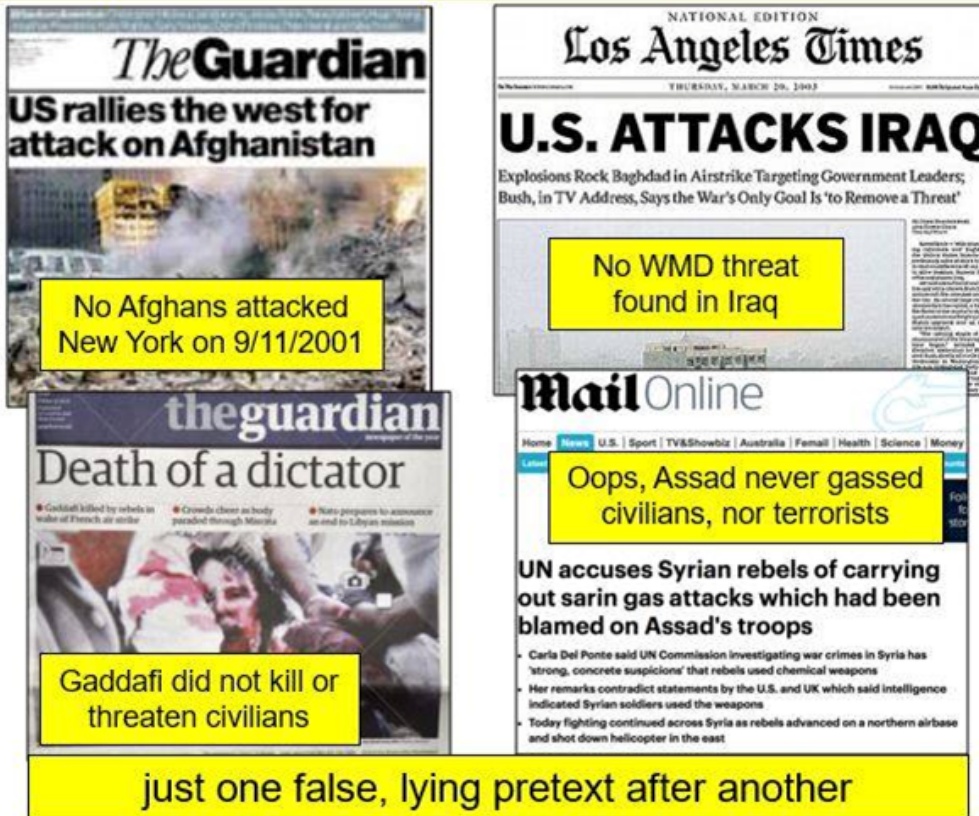 TheGuardian
US rallies the west for
attack on Afghanistan
No Afghans attacked
New York on 9/11/2001
NATIONAL EDITION
Los Angeles Times
THURSDAY, MARCH 20, 2003
U.S. ATTACKS IRAQ
Explosions Rock Baghdad in Airstrike Targeting Government Leaders;
Bush, in TV Address, Says the War's Only Goal Is 'to Remove a Threat'
No WMD threat
found in Iraq
theguardian
newspaper of the year
Death of a dictator
Gaddafi killed by rebels in
wake of French air strike
Crowds cheer as body
paraded through Misrata
Nato prepares to announce
an end to Libyan mission
Gaddafi did not kill or
threaten civilians
Mail Online
Home News U.S. Sport TV&Showbiz Australia Femail Health Science Money
Latest
Oops, Assad never gassed
civilians, nor terrorists
UN accuses Syrian rebels of carrying
out sarin gas attacks which had been
blamed on Assad's troops
• Carla Del Ponte said UN Commission investigating war crimes in Syria has
'strong, concrete suspicions' that rebels used chemical weapons
• Her remarks contradict statements by the U.S. and UK which said intelligence
indicated Syrian soldiers used the weapons
• Today fighting continued across Syria as rebels advanced on a northern airbase
and shot down helicopter in the east
just one false, lying pretext after another